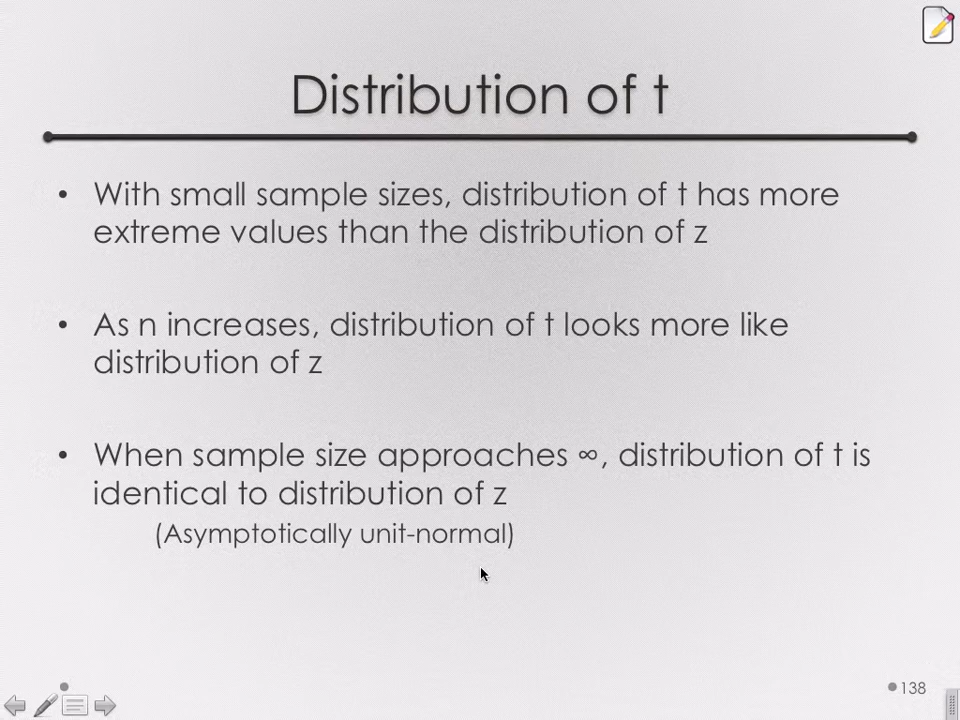 Distribution of t
• With small sample sizes, distribution of t has more
extreme values than the distribution of z
• As n increases, distribution of t looks more like
distribution of z
• When sample size approaches ∞, distribution of t is
identical to distribution of z
(Asymptotically unit-normal)
138